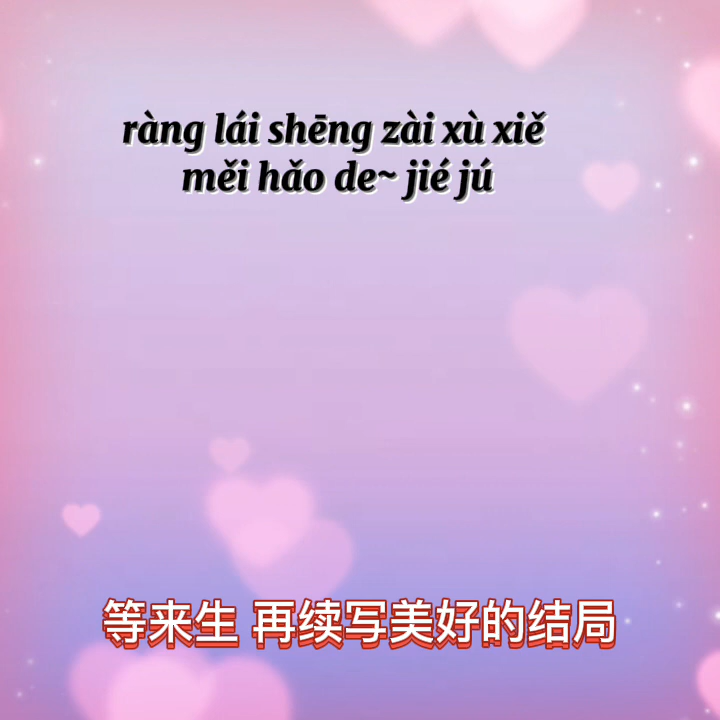 ràng lái shēng zài xù xiě
měi hǎo de~ jié jú
等来生 再续写美好的结局